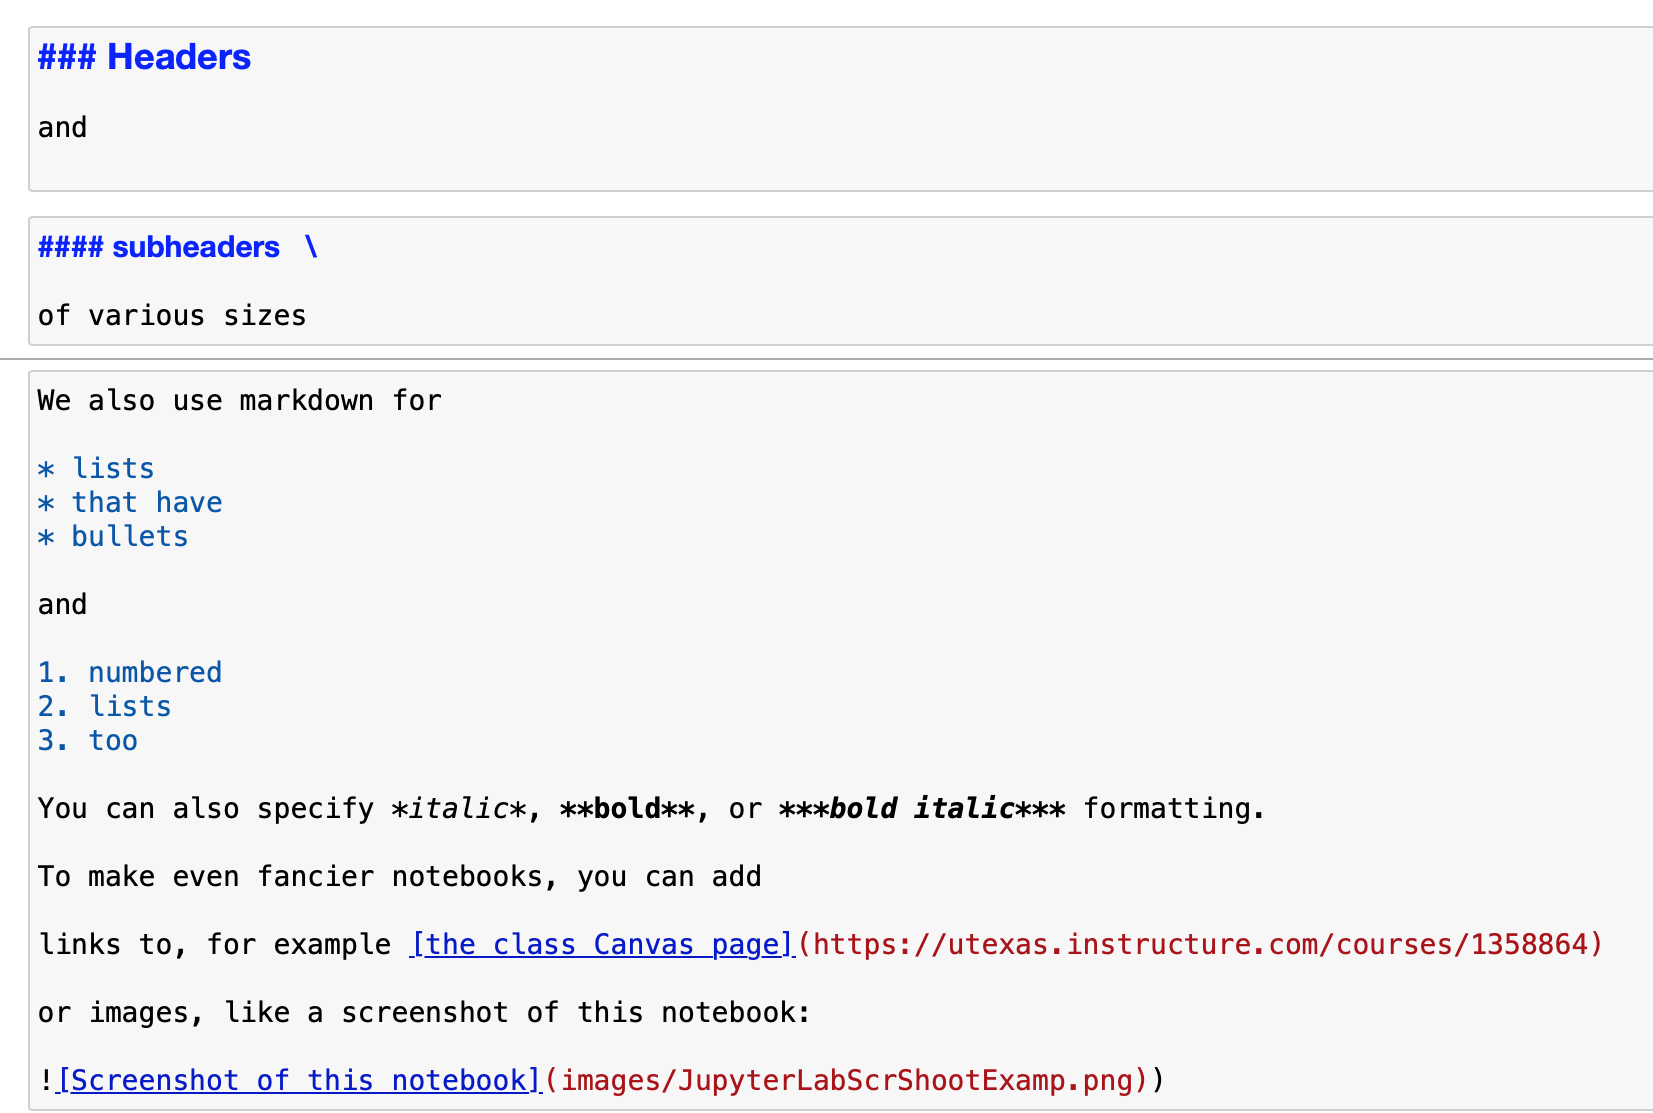 ### Headers
and
#### subheaders  \
of various sizes
We also use markdown for
* lists
* that have
* bullets
and
1. numbered
2. lists
3. too
You can also specify *italic*, **bold**, or ***bold italic*** formatting.
To make even fancier notebooks, you can add
links to, for example [the class Canvas page](https://utexas.instructure.com/courses/1358864)
or images, like a screenshot of this notebook:
![Screenshot of this notebook](images/JupyterLabScrShootExamp.png))